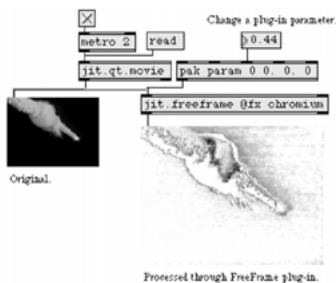 Change a plug-in parameter
metro 2
read
0.44
jit.qt.movie
pak param 0 0. 0. 0
jit.freeframe @fx chromium
Original.
Processed through FreeFrame plug-in.